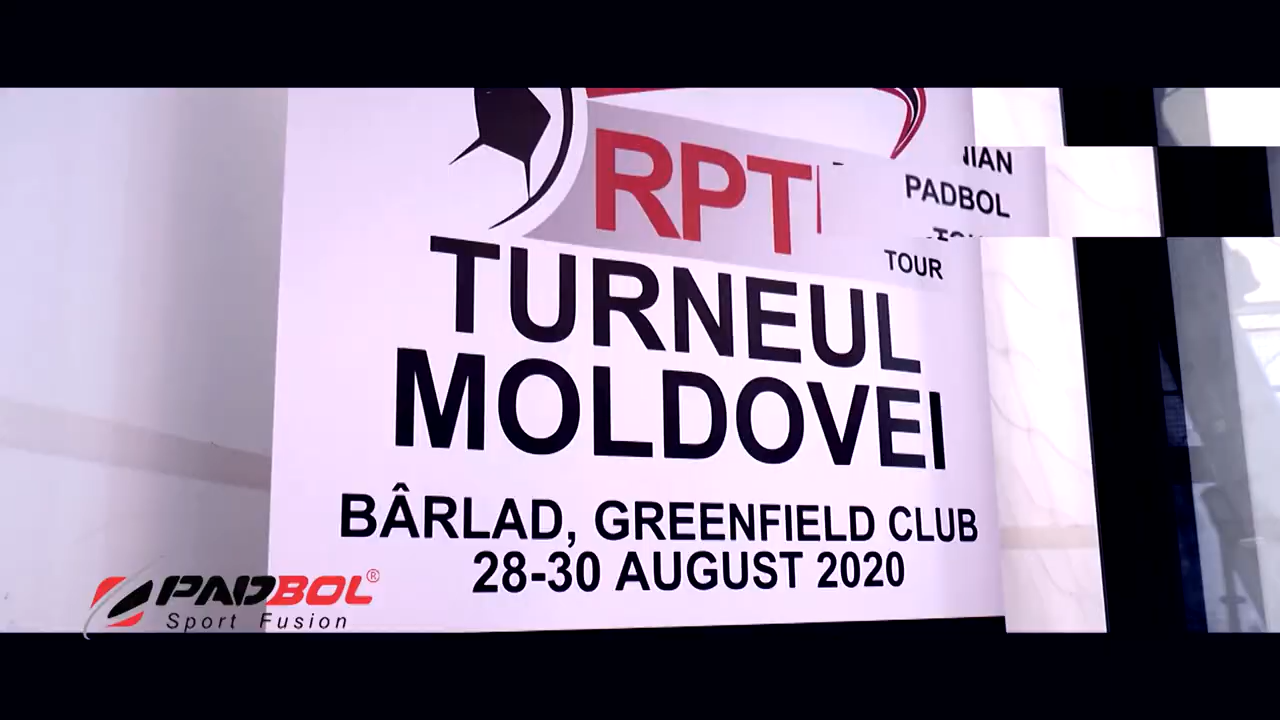 RPT
NIAN
PADBOL
TOUR
TURNEUL
MOLDOVEI
BÂRLAD, GREENFIELD CLUB
28-30 AUGUST 2020
PADBOL®
Sport Fusion